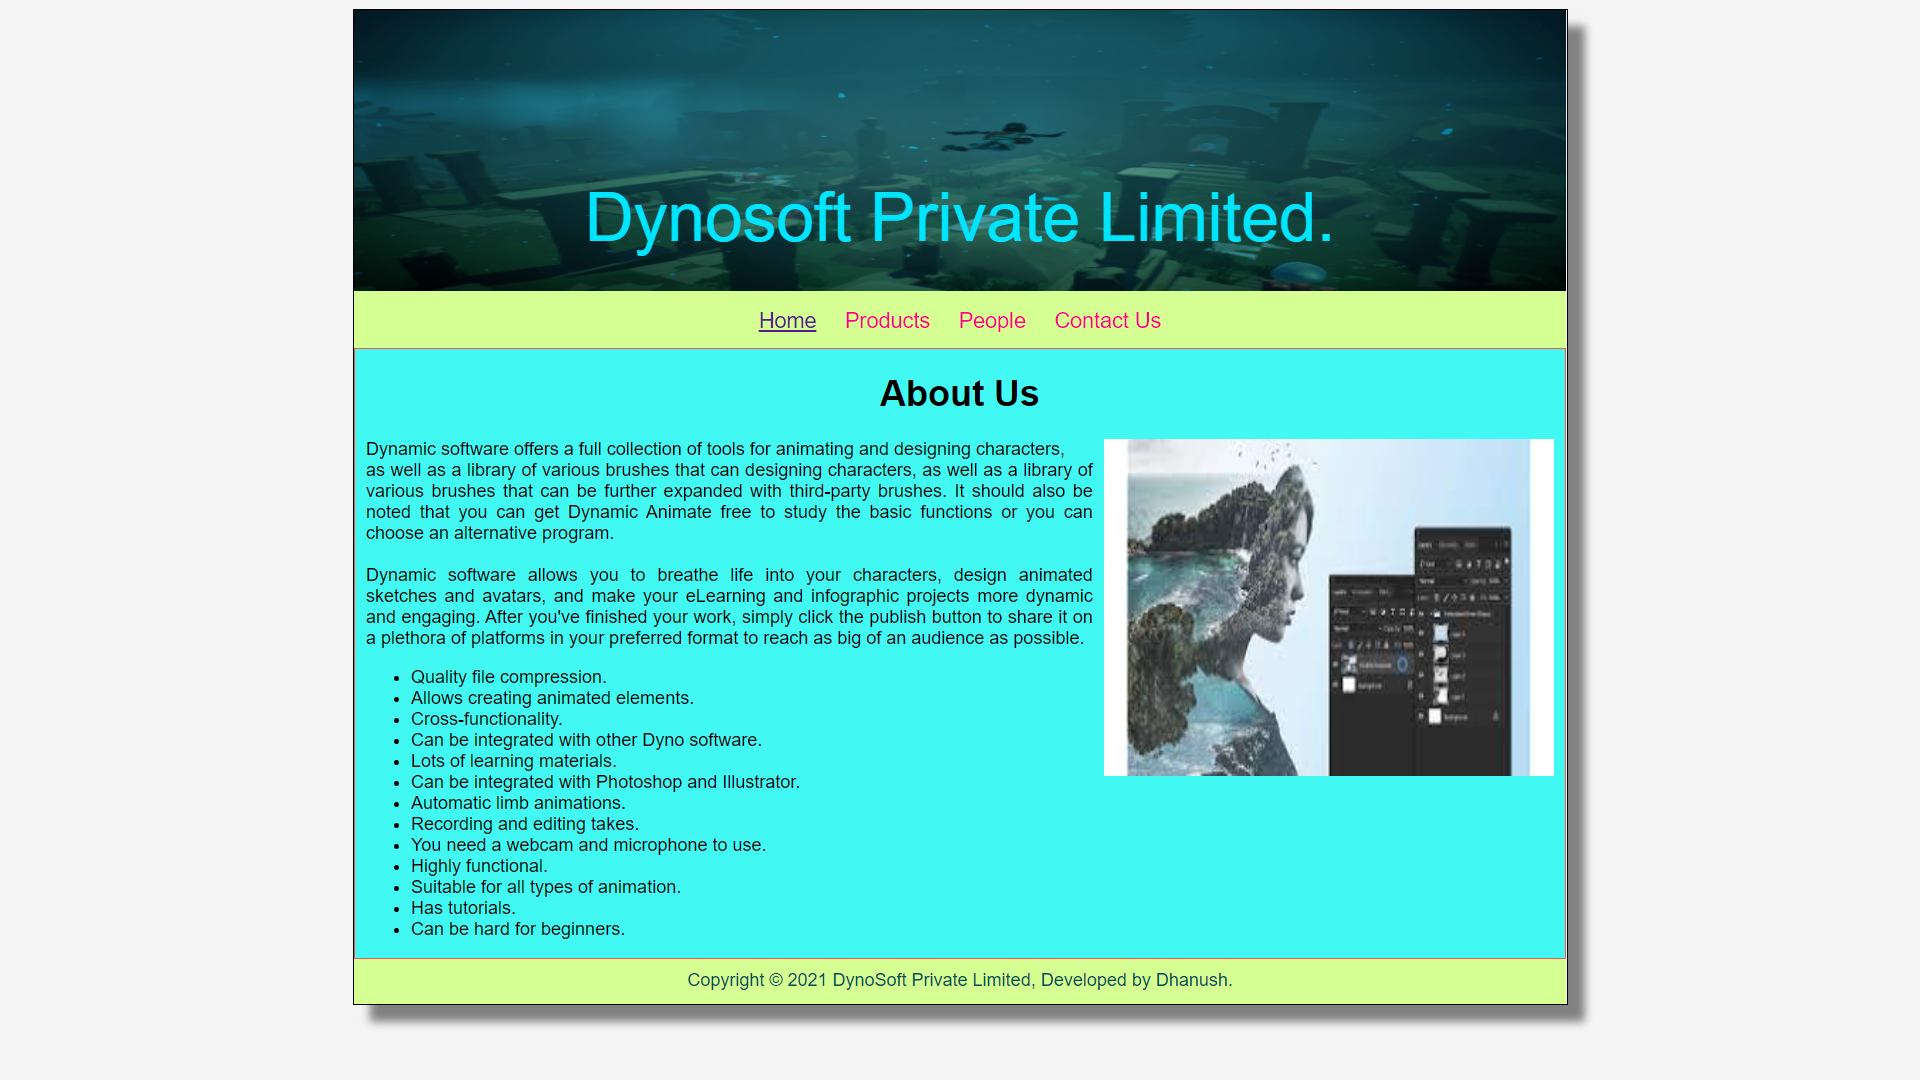 Dynosoft Private Limited.
Home Products People Contact Us
About Us
Dynamic software offers a full collection of tools for animating and designing characters,
as well as a library of various brushes that can designing characters, as well as a library of
various brushes that can be further expanded with third-party brushes. It should also be
noted that you can get Dynamic Animate free to study the basic functions or you can
choose an alternative program.
Dynamic software allows you to breathe life into your characters, design animated
sketches and avatars, and make your eLearning and infographic projects more dynamic
and engaging. After you've finished your work, simply click the publish button to share it on
a plethora of platforms in your preferred format to reach as big of an audience as possible.
Quality file compression.
Allows creating animated elements.
Cross-functionality.
Can be integrated with other Dyno software.
Lots of learning materials.
Can be integrated with Photoshop and Illustrator.
Automatic limb animations.
Recording and editing takes.
You need a webcam and microphone to use.
Highly functional.
Suitable for all types of animation.
Has tutorials.
Can be hard for beginners.
Copyright © 2021 DynoSoft Private Limited, Developed by Dhanush.